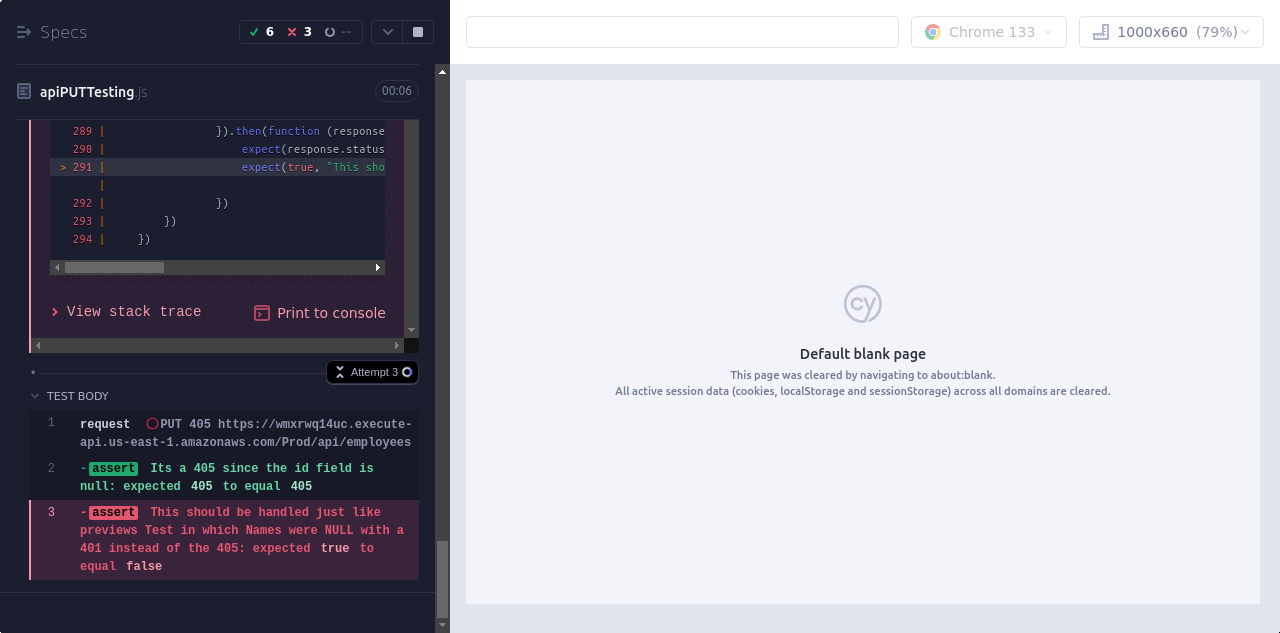 Specs
6 3 --
Chrome 133
1000x660 (79%)
apiPUTTesting.js
00:06
289 | }).then(function (response
290 | expect(response.status
> 291 | expect(true, "This sho
|
292 | })
293 | })
294 | })
View stack trace
Print to console
Attempt 3
TEST BODY
1 request PUT 405 https://wmxrwq14uc.execute-
api.us-east-1.amazonaws.com/Prod/api/employees
2 -assert Its a 405 since the id field is
null: expected 405 to equal 405
3 -assert This should be handled just like
previews Test in which Names were NULL with a
401 instead of the 405: expected true to
equal false
cy
Default blank page
This page was cleared by navigating to about:blank.
All active session data (cookies, localStorage and sessionStorage) across all domains are cleared.